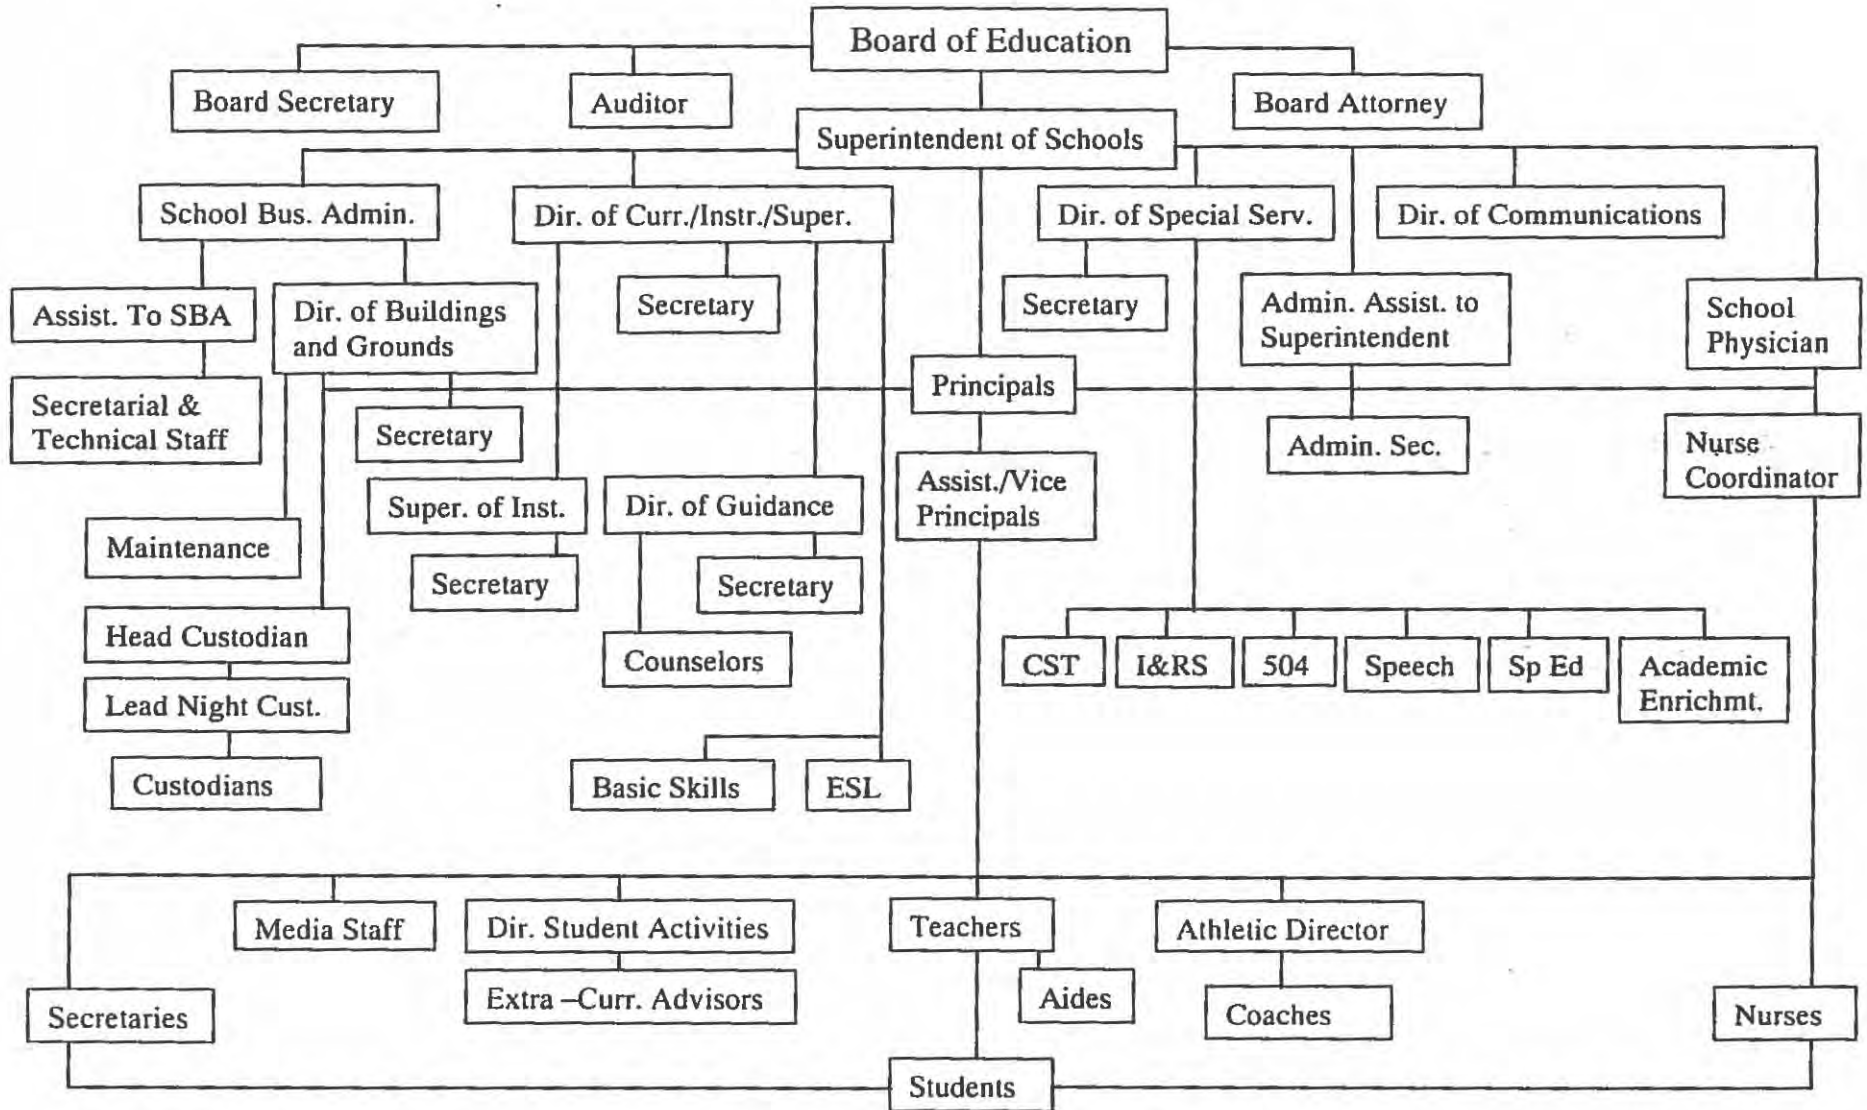 Board of Education
Board Secretary
Auditor
Board Attorney
Superintendent of Schools
School Bus. Admin.
Dir. of Curr./Instr./Super.
Dir. of Special Serv.
Dir. of Communications
Assist. To SBA
Dir. of Buildings
and Grounds
Secretary
Secretary
Admin. Assist. to
Superintendent
School
Physician
Principals
Secretarial &
Technical Staff
Secretary
Admin. Sec.
Nurse
Coordinator
Assist./Vice
Principals
Super. of Inst.
Dir. of Guidance
Maintenance
Secretary
Secretary
Head Custodian
Counselors
CST
I&RS
504
Speech
Sp Ed
Academic
Enrichmt.
Lead Night Cust.
Custodians
Basic Skills
ESL
Media Staff
Dir. Student Activities
Teachers
Athletic Director
Secretaries
Extra –Curr. Advisors
Aides
Coaches
Nurses
Students